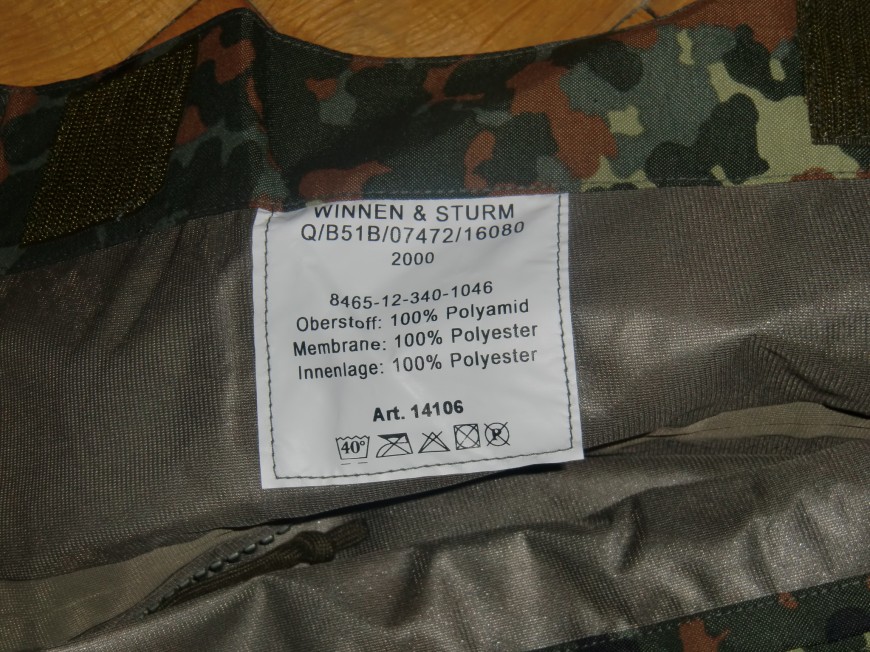 WINNEN & STURM
Q/B51B/07472/16080
2000
8465-12-340-1046
Oberstoff: 100% Polyamid
Membrane: 100% Polyester
Innenlage: 100% Polyester
Art. 14106
40° P